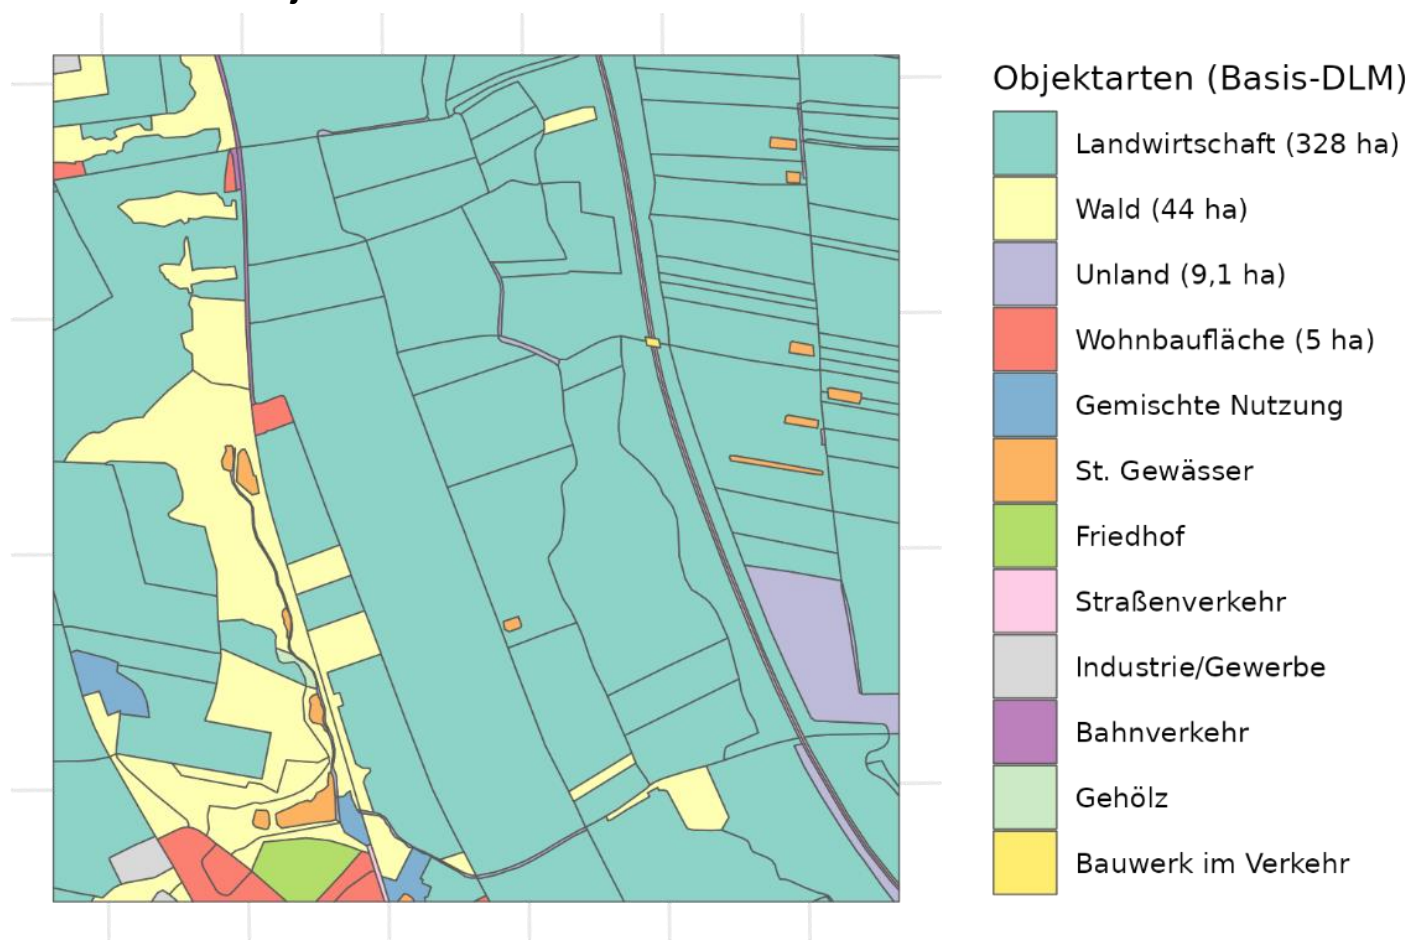 Objektarten (Basis-DLM)
Landwirtschaft (328 ha)
Wald (44 ha)
Unland (9,1 ha)
Wohnbaufläche (5 ha)
Gemischte Nutzung
St. Gewässer
Friedhof
Straßenverkehr
Industrie/Gewerbe
Bahnverkehr
Gehölz
Bauwerk im Verkehr